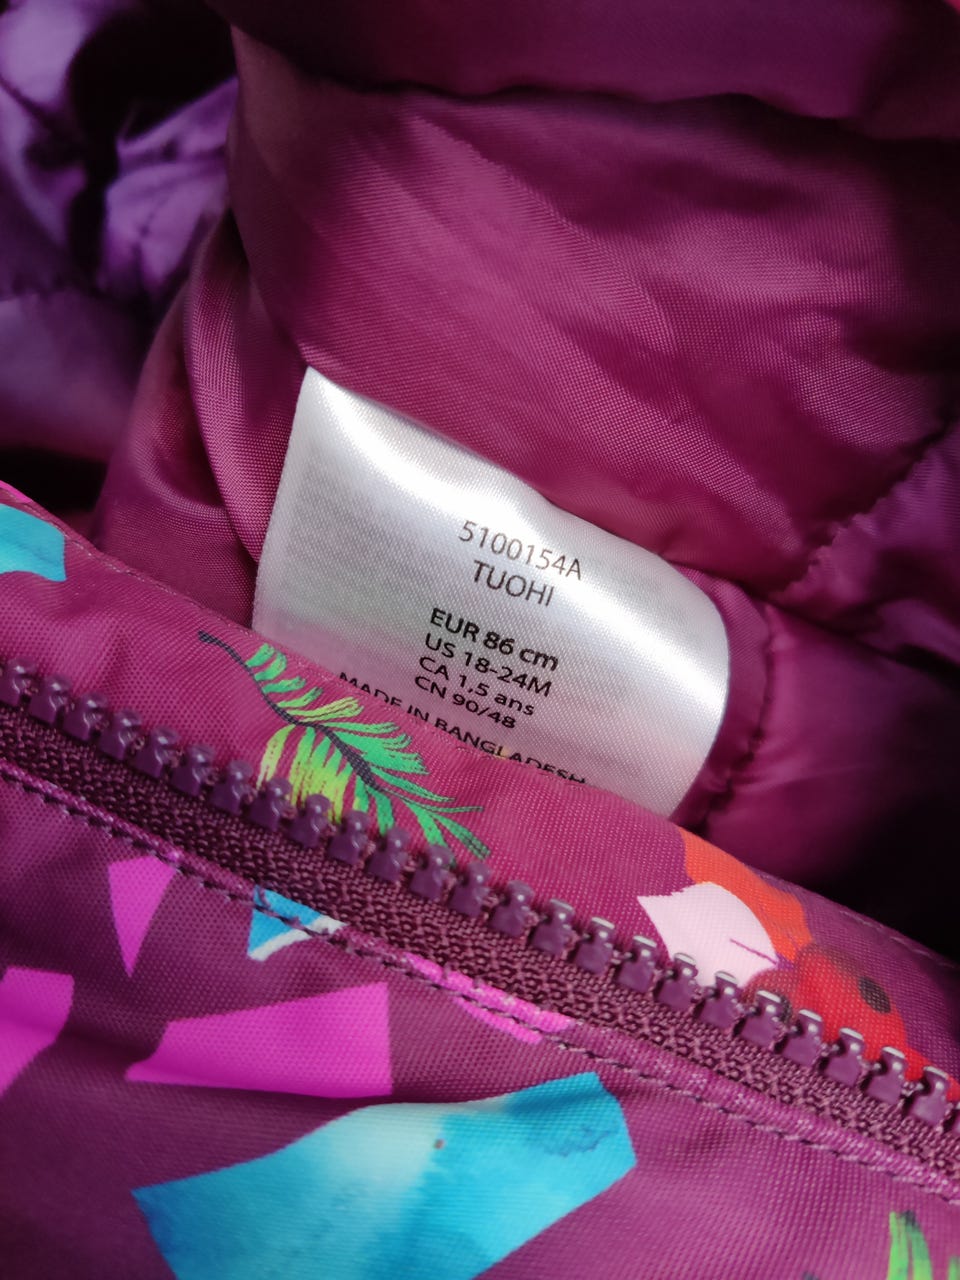 5100154A
TUOHI
EUR 86 cm
US 18-24M
CA 1,5 ans
CN 90/48
MADE IN BANGLADESH